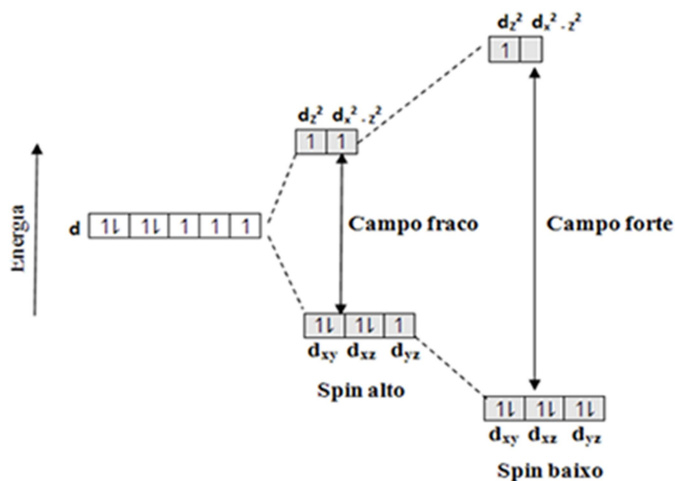 dz² dx²-z²
1
dz² dx²-z²
1 1
Energia
d 1⇂ 1⇂ 1 1 1
Campo fraco
Campo forte
1⇂ 1⇂ 1
dxy dxz dyz
Spin alto
1⇂ 1⇂ 1⇂
dxy dxz dyz
Spin baixo